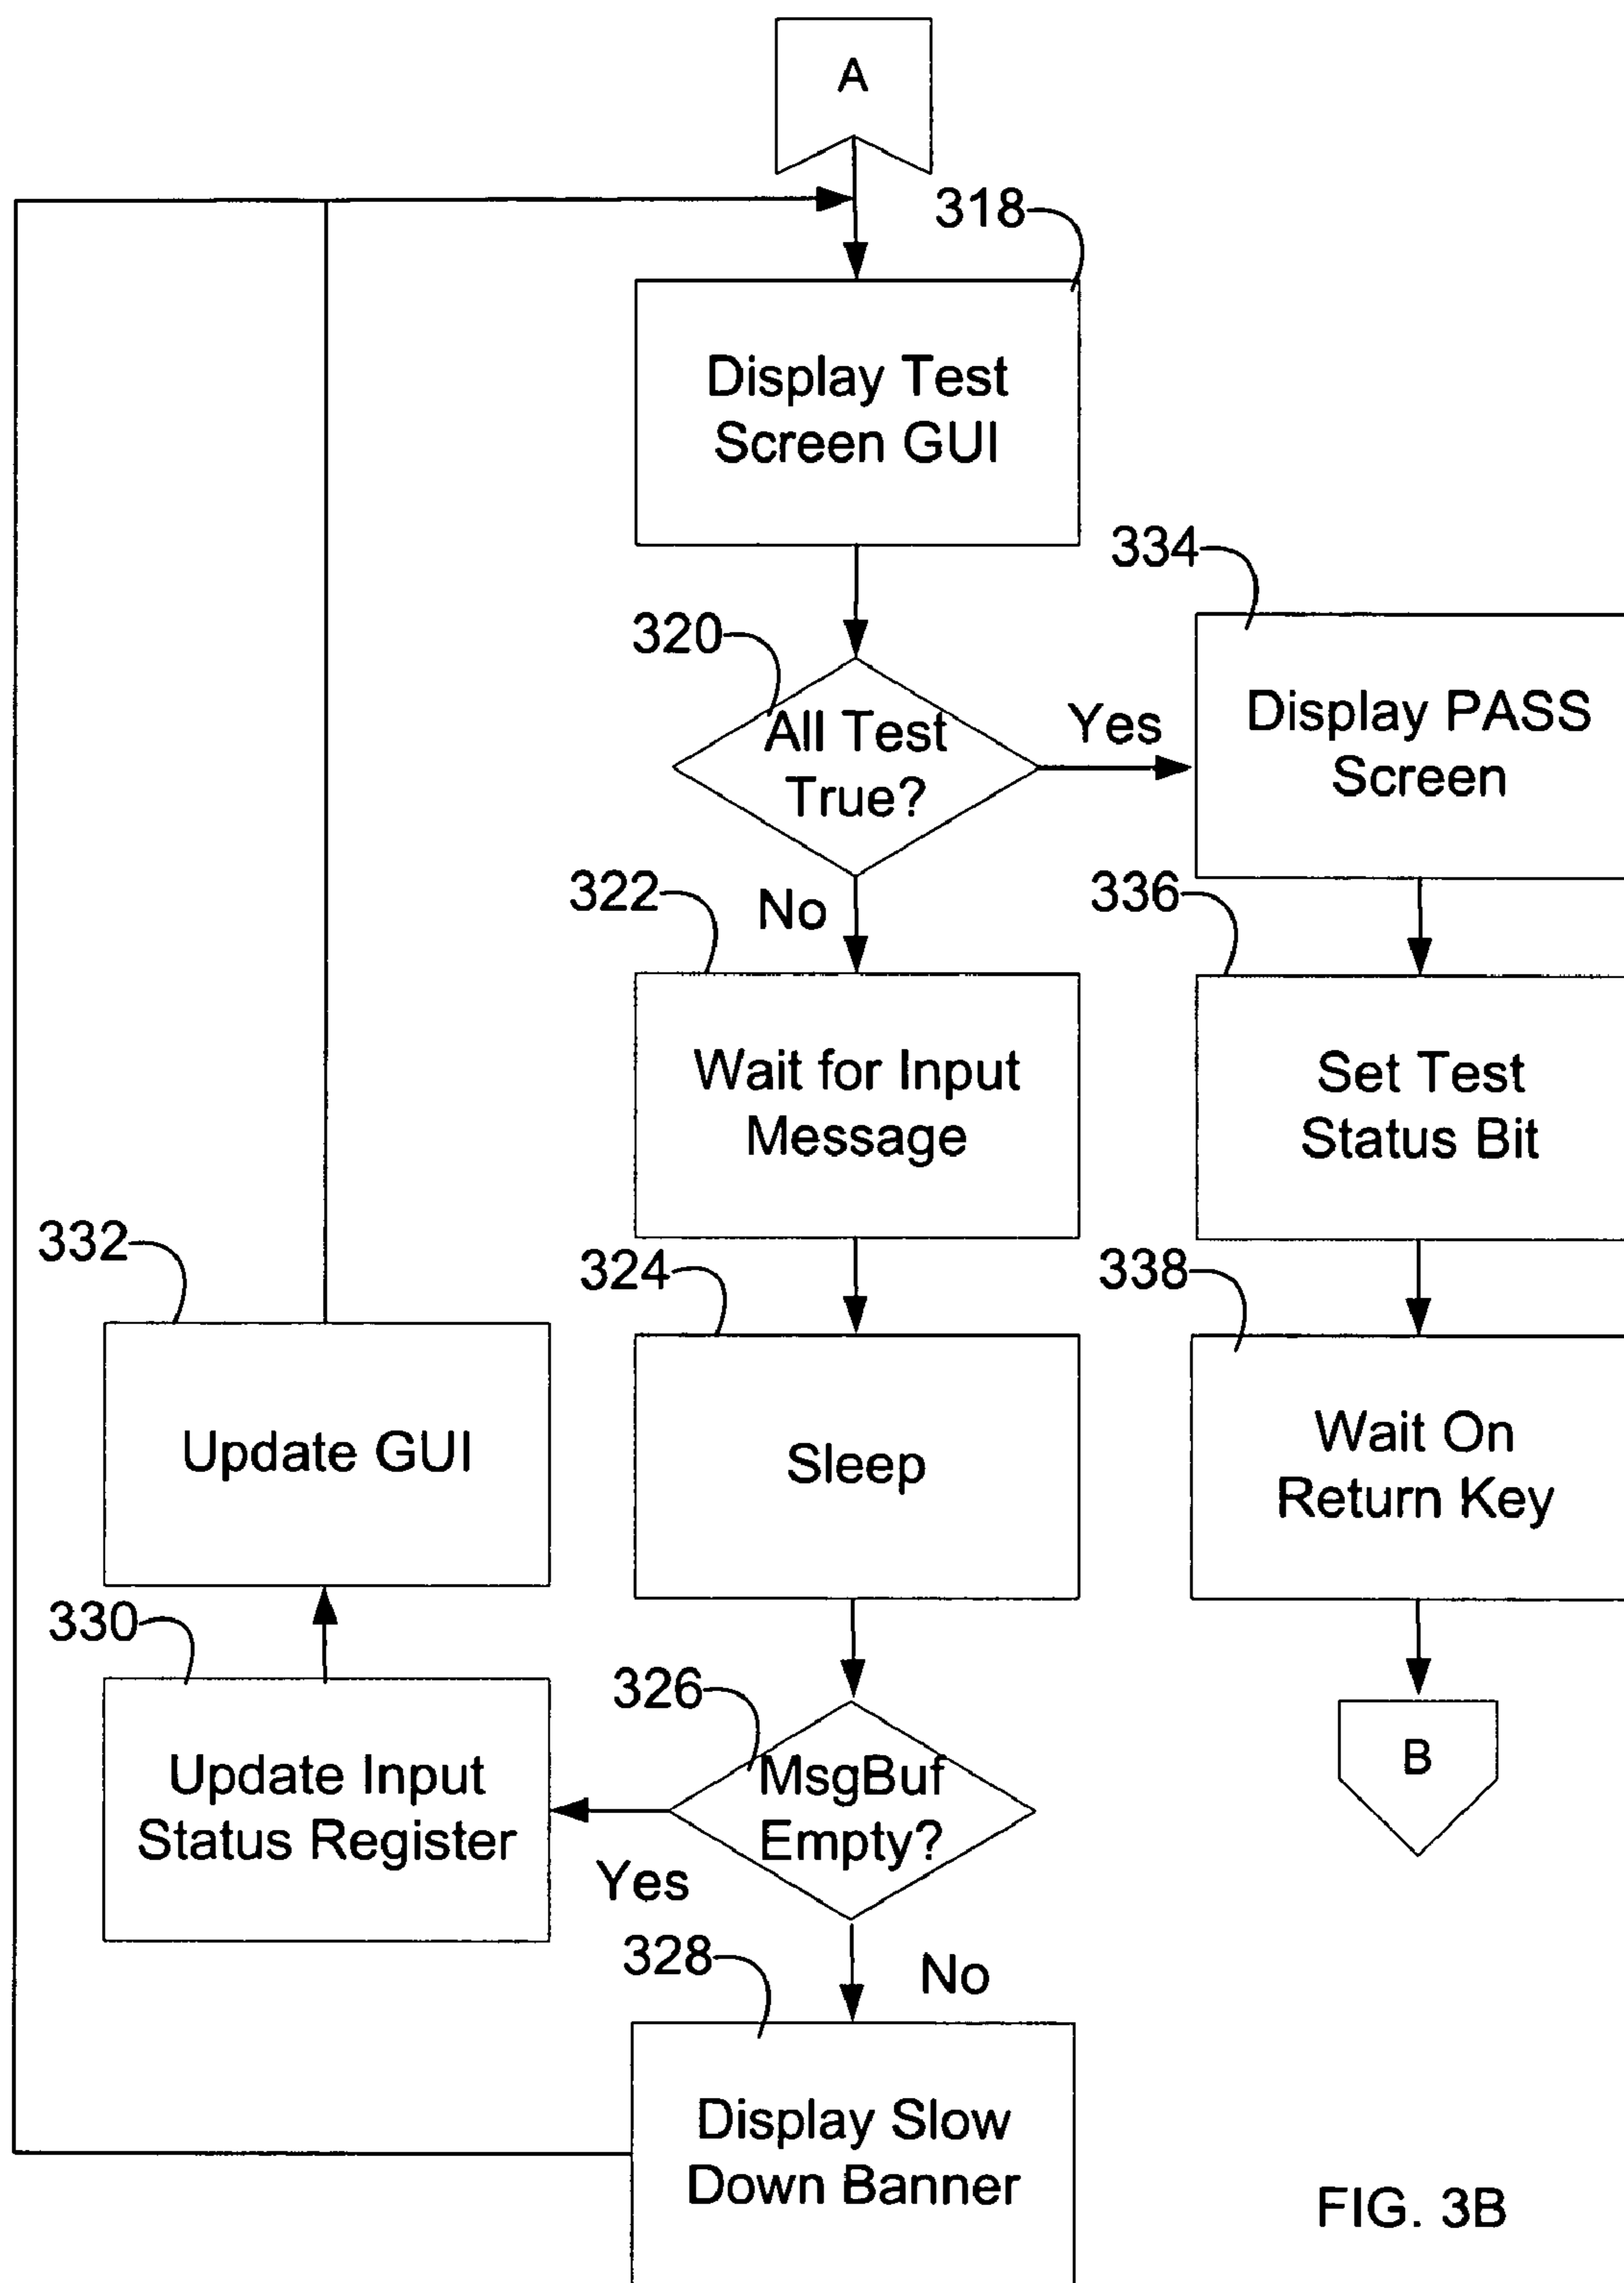 A
318
Display Test
Screen GUI
334
320
All Test
True?
Yes
Display PASS
Screen
322
No
336
Wait for Input
Message
Set Test
Status Bit
332
324
338
Update GUI
Sleep
Wait On
Return Key
330
326
Update Input
Status Register
MsgBuf
Empty?
B
Yes
328
No
Display Slow
Down Banner
FIG. 3B